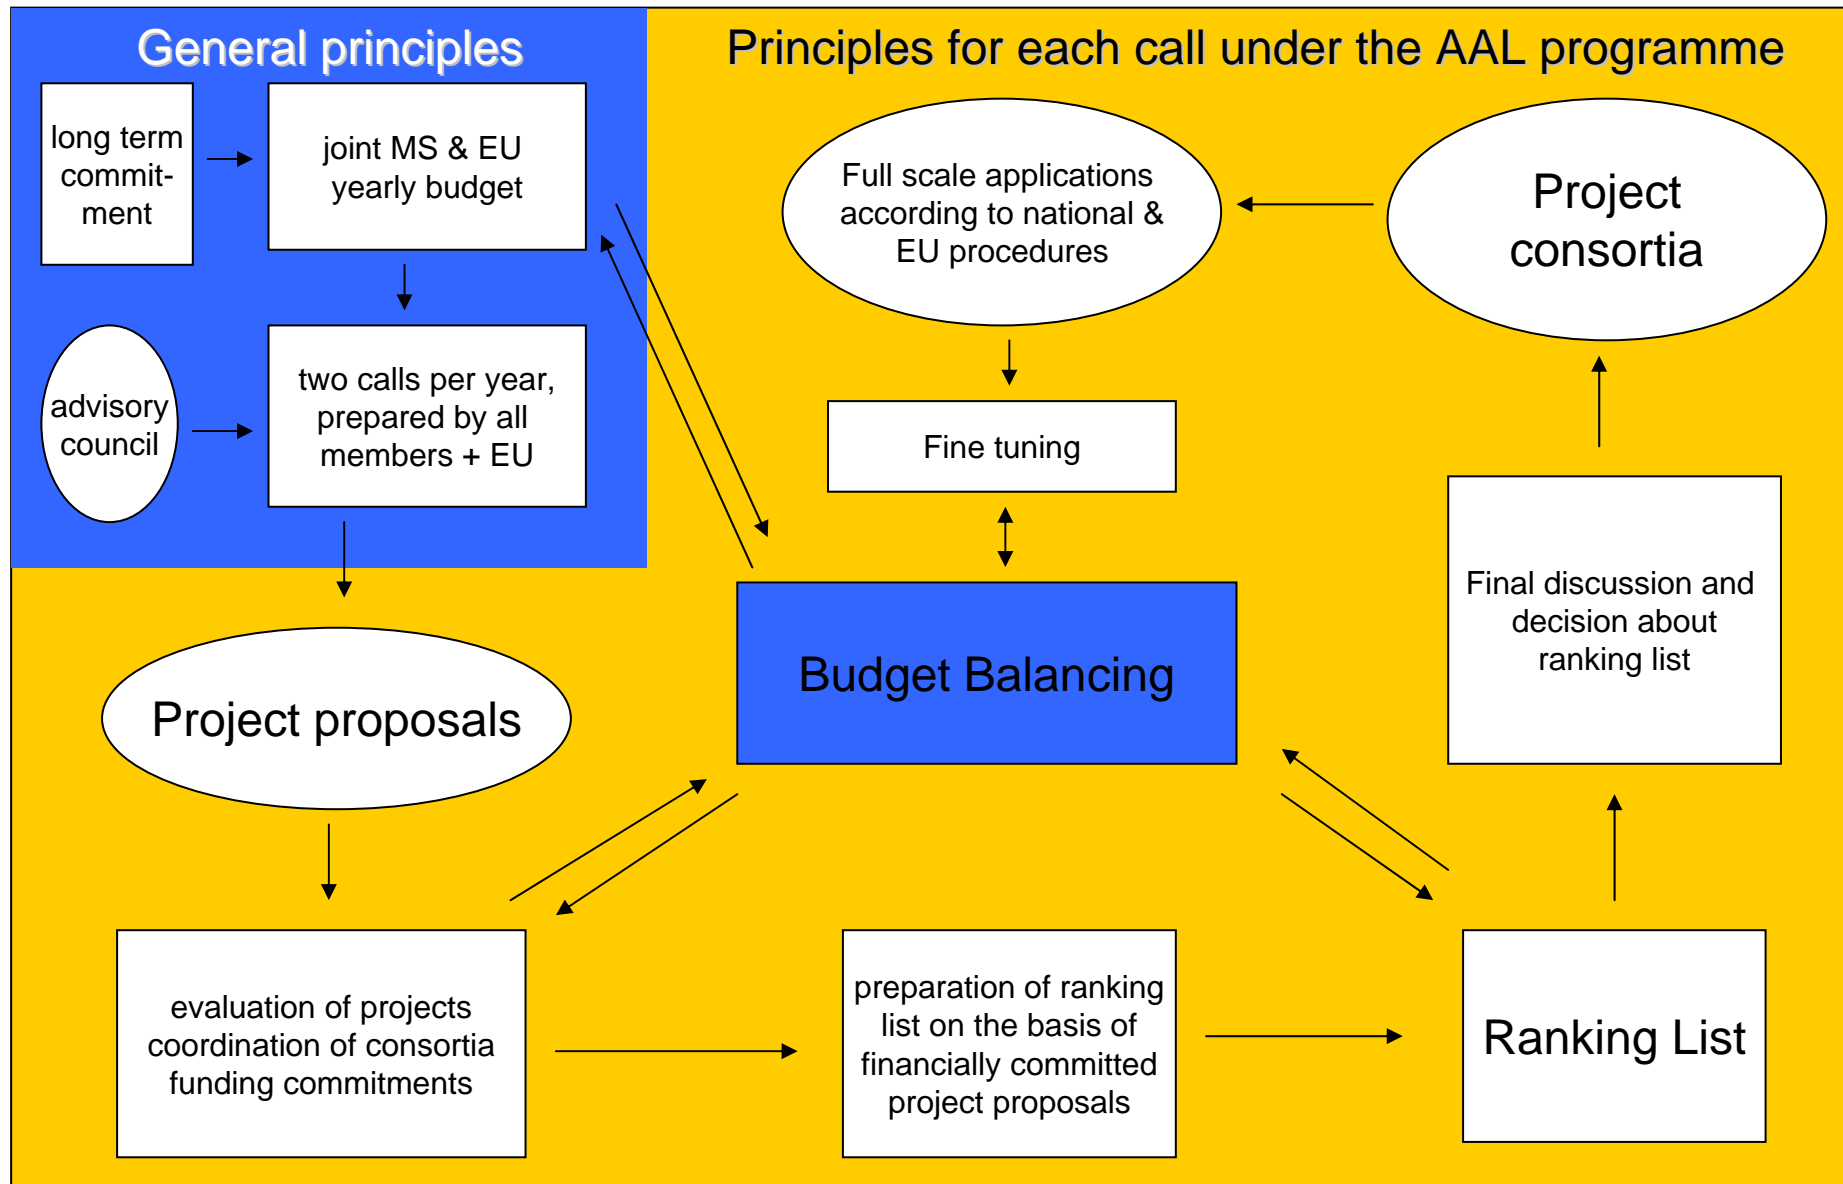 General principles
Principles for each call under the AAL programme
long term
commit-
ment
joint MS & EU
yearly budget
advisory
council
two calls per year,
prepared by all
members + EU
Full scale applications
according to national &
EU procedures
Project
consortia
Fine tuning
Final discussion and
decision about
ranking list
Project proposals
Budget Balancing
evaluation of projects
coordination of consortia
funding commitments
preparation of ranking
list on the basis of
financially committed
project proposals
Ranking List